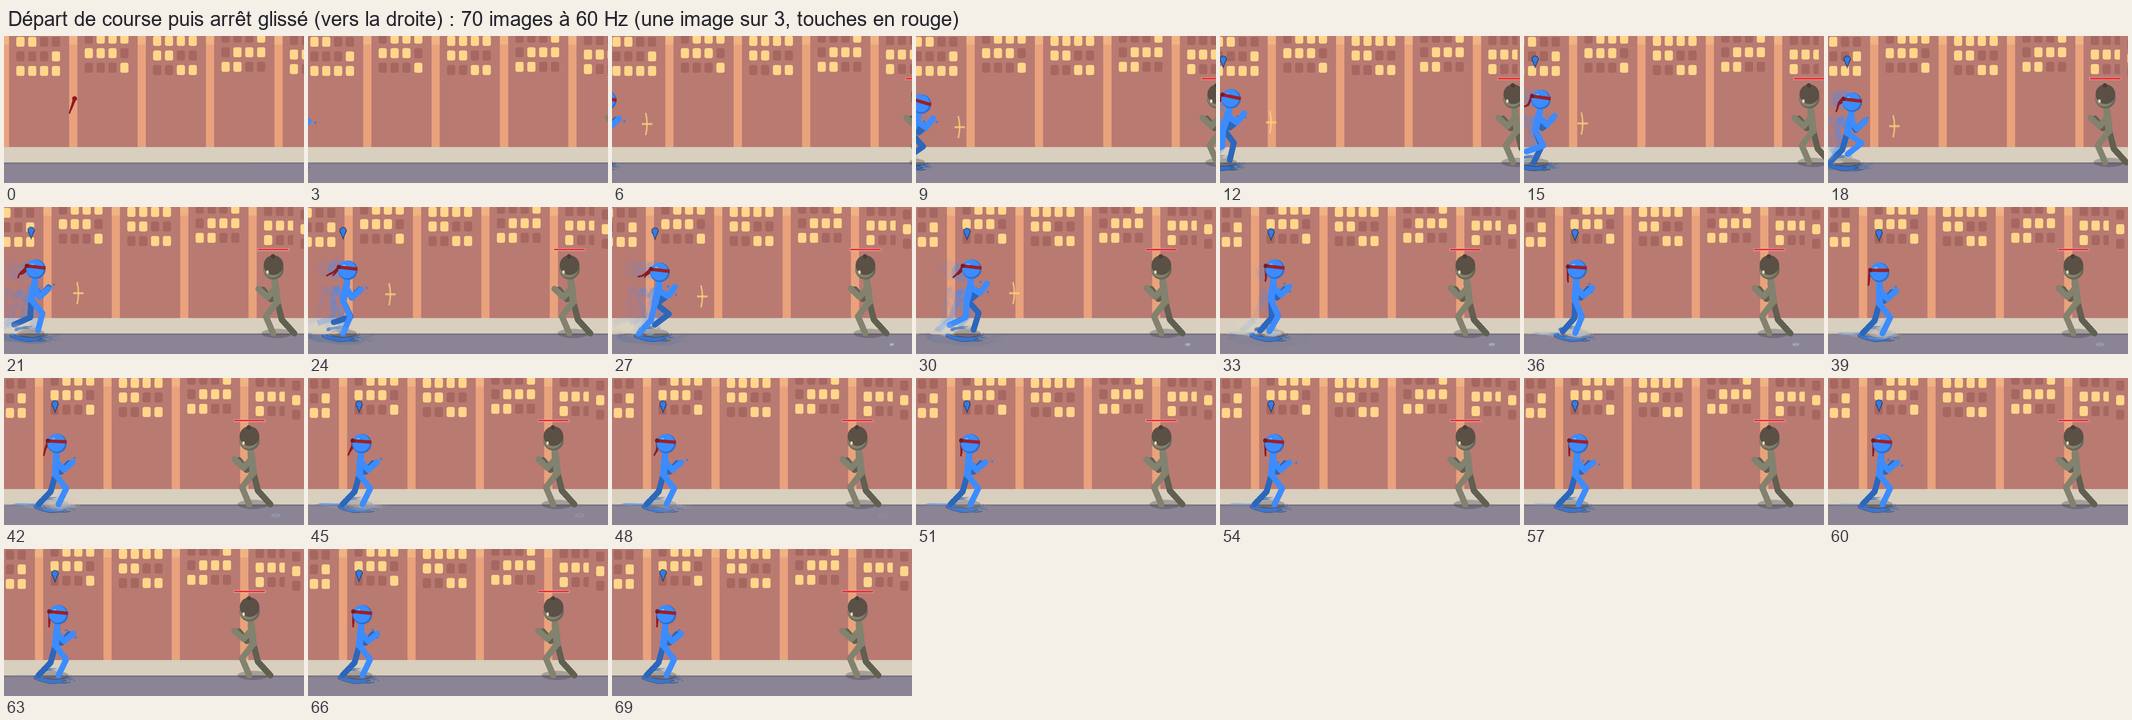 Départ de course puis arrêt glissé (vers la droite) : 70 images à 60 Hz (une image sur 3, touches en rouge)
0 3 6 9 12 15 18
21 24 27 30 33 36 39
42 45 48 51 54 57 60
63 66 69